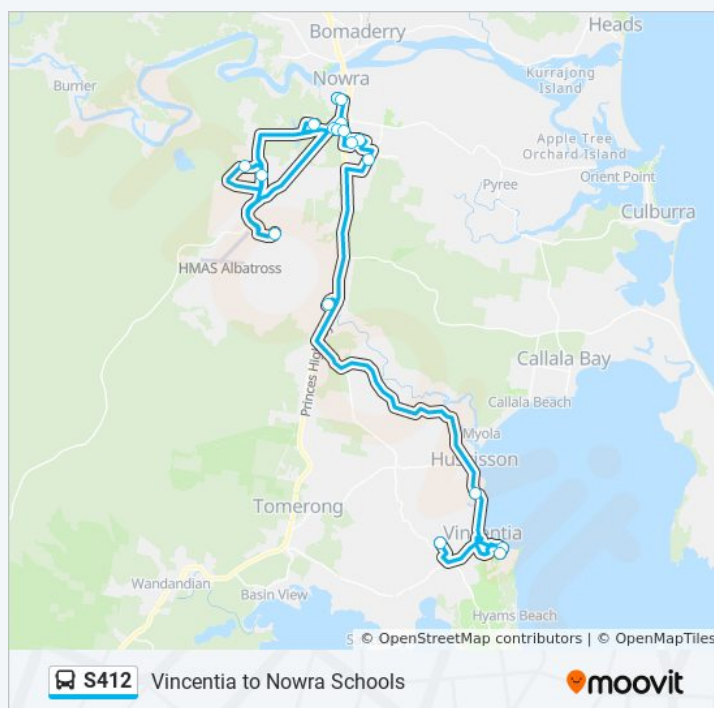 Heads
Bomaderry
Burrier
Nowra
Kurrajong
Island
Apple Tree
Orchard Island
Orient Point
Pyree
Culburra
HMAS Albatross
Princes Hig
Callala Bay
Callala Beach
Myola
Huskisson
Tomerong
Vincentia
Wandandian
Basin View
Hyams Beach
S
© OpenStreetMap contributors | © OpenMapTiles
S412 Vincentia to Nowra Schools
moovit